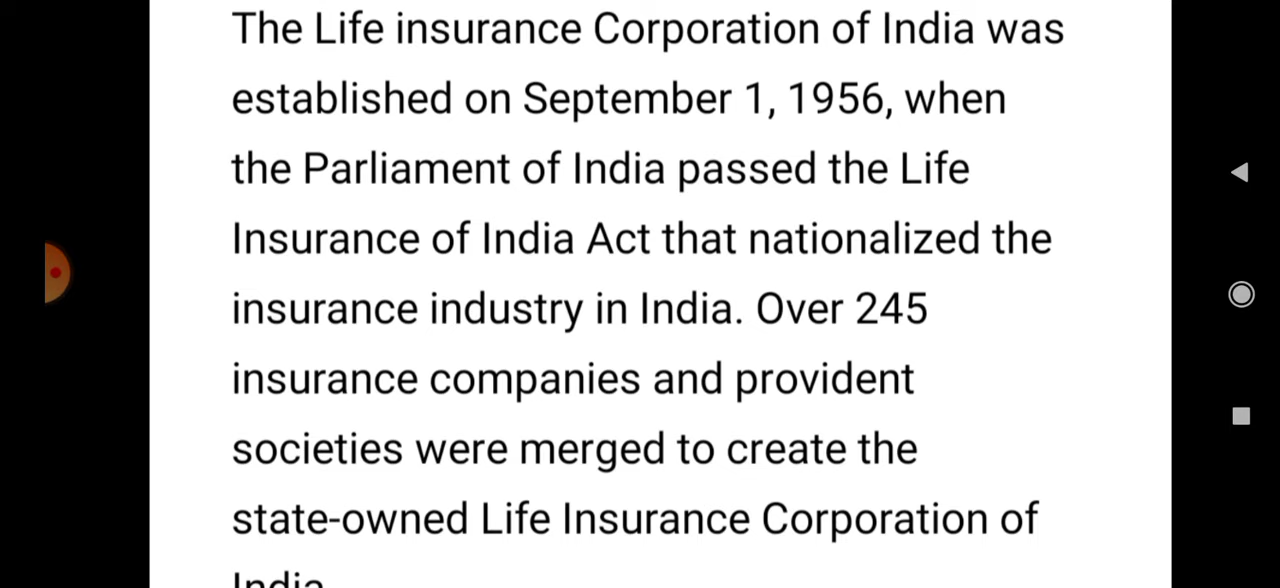 The Life insurance Corporation of India was
established on September 1, 1956, when
the Parliament of India passed the Life
Insurance of India Act that nationalized the
insurance industry in India. Over 245
insurance companies and provident
societies were merged to create the
state-owned Life Insurance Corporation of
India